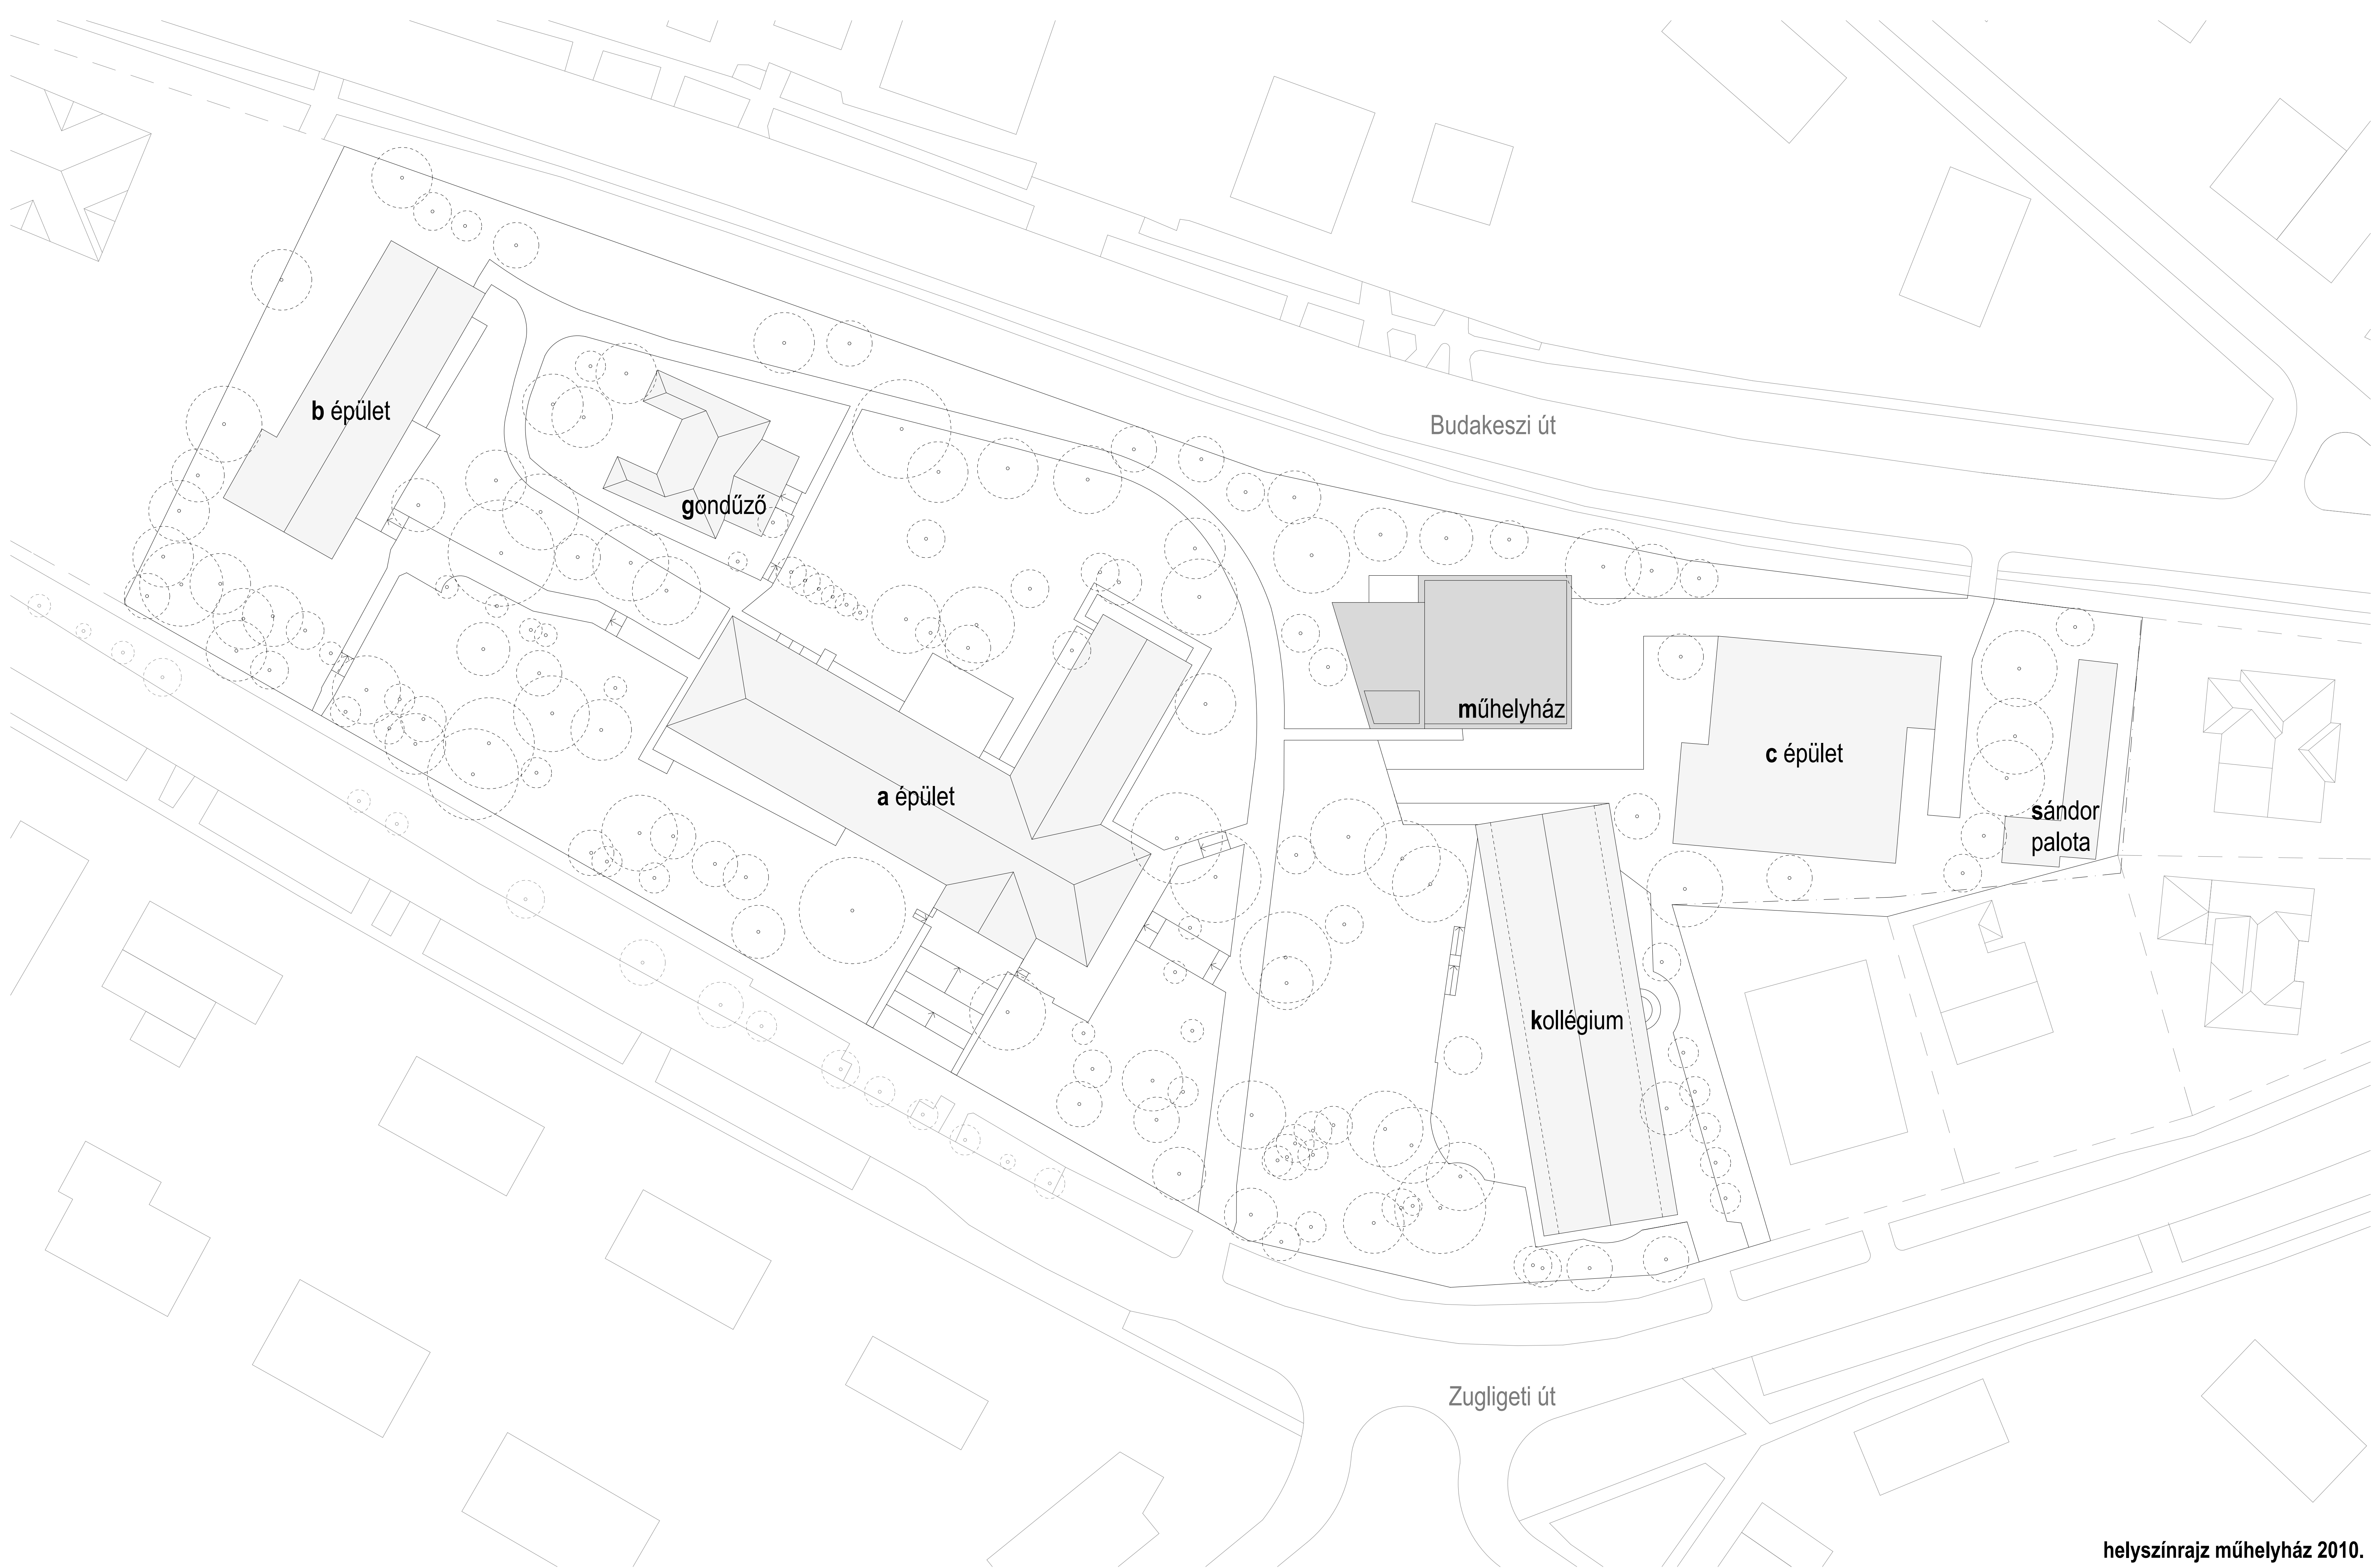 b épület
Budakeszi út
gondűző
műhelyház
c épület
a épület
sándor
palota
kollégium
Zugligeti út
helyszínrajz műhelyház 2010.